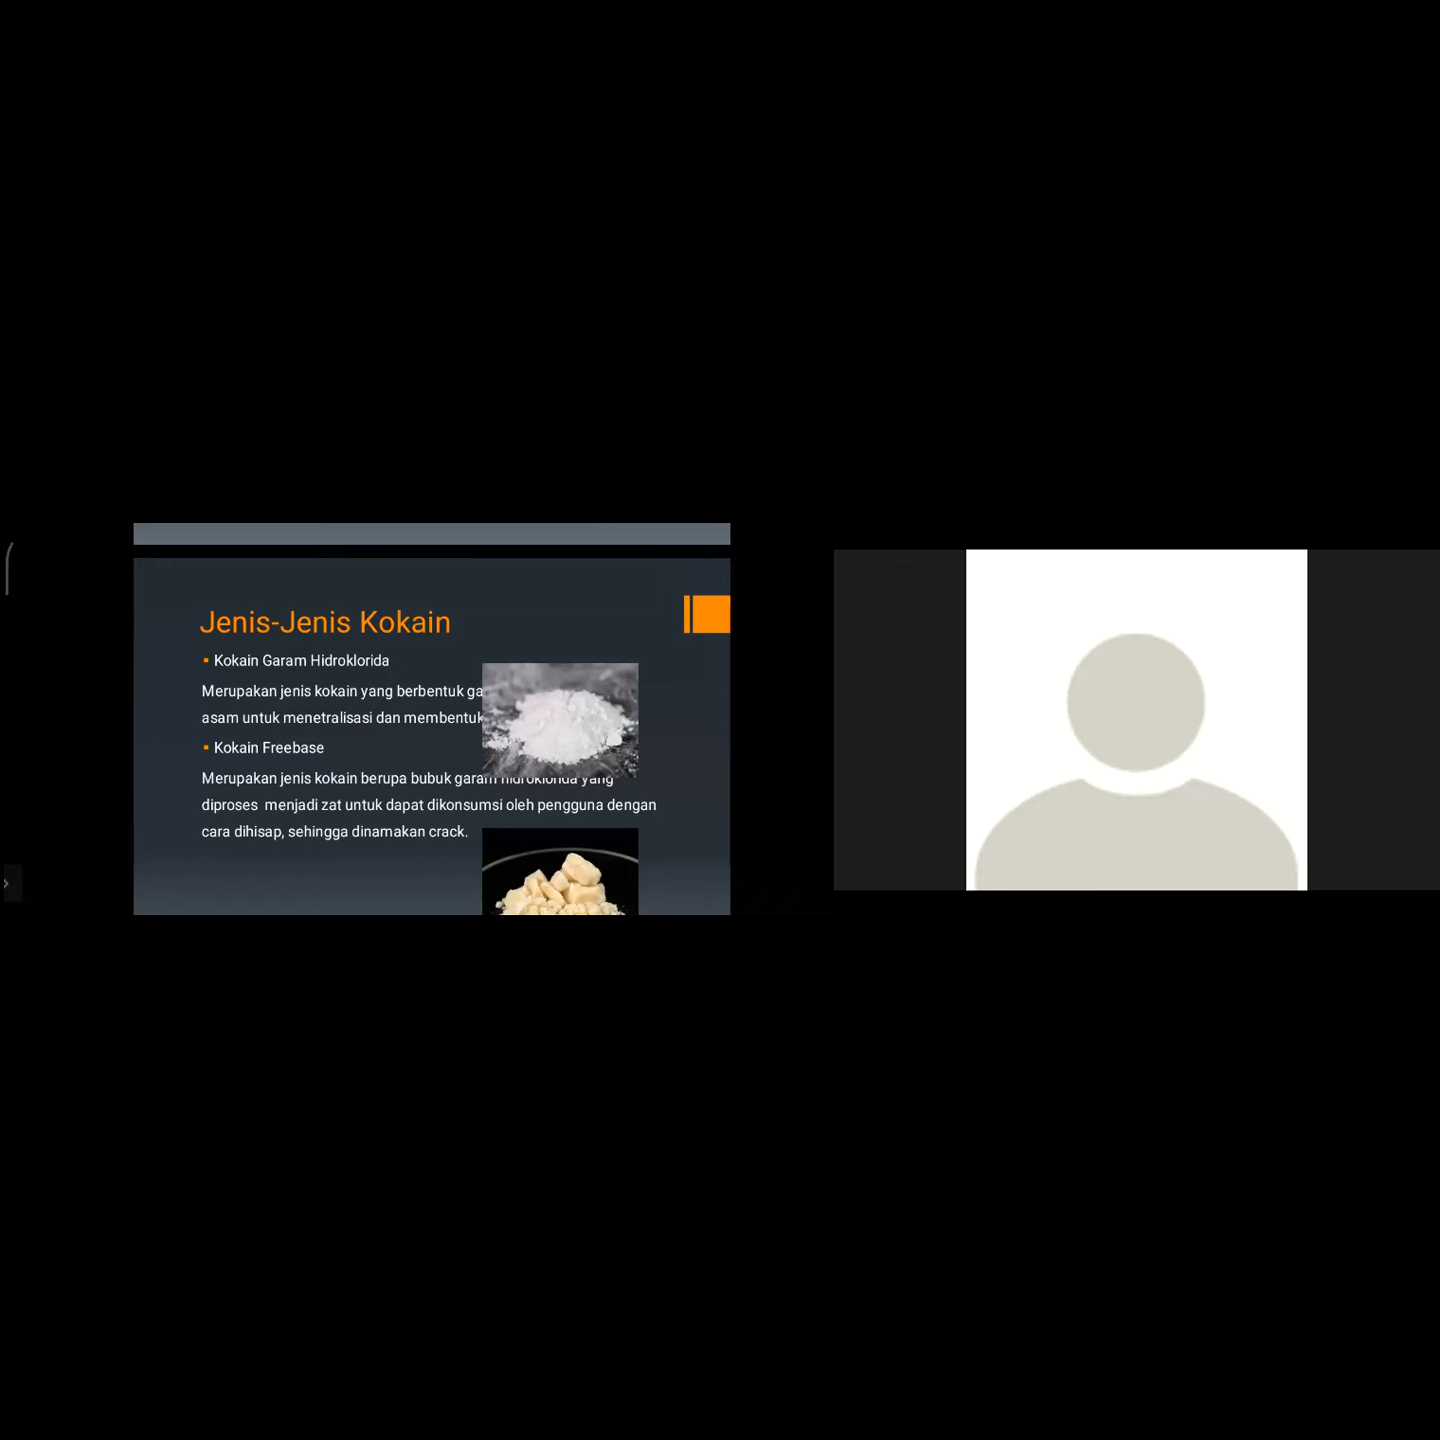 Jenis-Jenis Kokain
▪ Kokain Garam Hidroklorida
Merupakan jenis kokain yang berbentuk ga
asam untuk menetralisasi dan membentuk
▪ Kokain Freebase
Merupakan jenis kokain berupa bubuk garam hidroklorida yang
diproses menjadi zat untuk dapat dikonsumsi oleh pengguna dengan
cara dihisap, sehingga dinamakan crack.